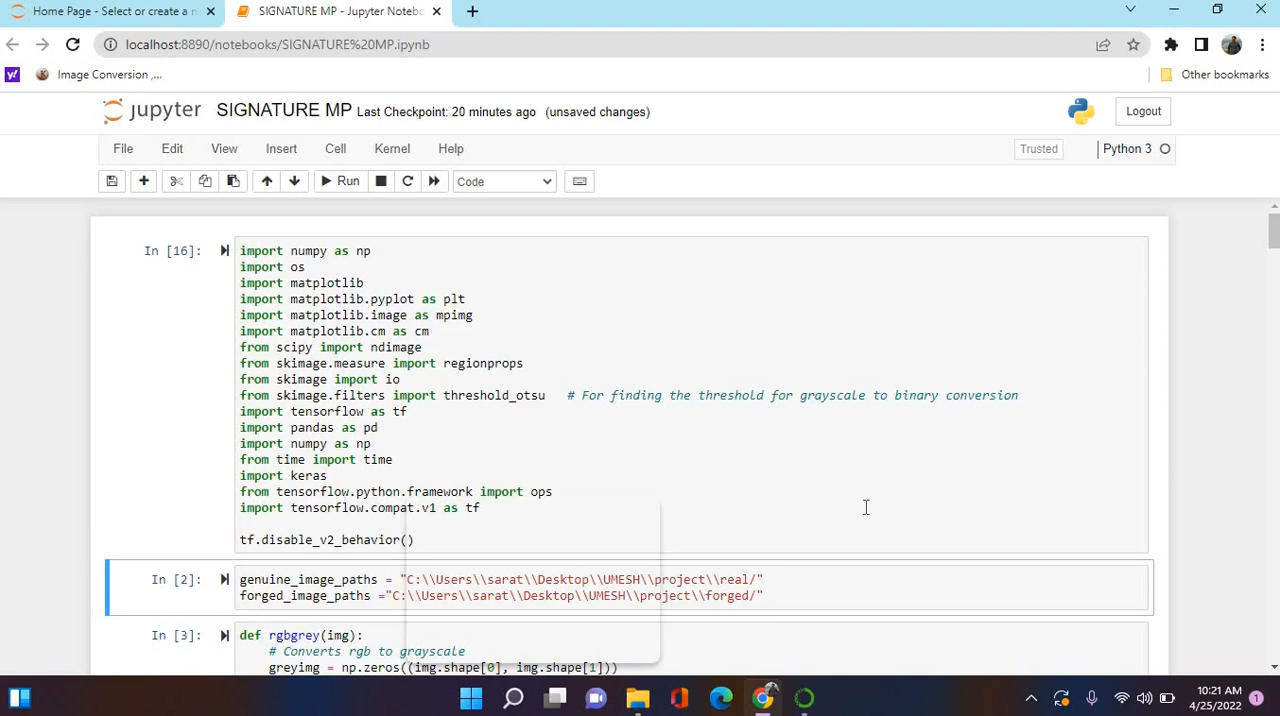 Home Page - Select or create a n
SIGNATURE MP - Jupyter Notebo
localhost:8890/notebooks/SIGNATURE%20MP.ipynb
Image Conversion ,...
Other bookmarks
jupyter SIGNATURE MP Last Checkpoint: 20 minutes ago (unsaved changes)
Logout
File Edit View Insert Cell Kernel Help
Trusted
Python 3
Run
Code
In [16]:
import numpy as np
import os
import matplotlib
import matplotlib.pyplot as plt
import matplotlib.image as mpimg
import matplotlib.cm as cm
from scipy import ndimage
from skimage.measure import regionprops
from skimage import io
from skimage.filters import threshold_otsu # For finding the threshold for grayscale to binary conversion
import tensorflow as tf
import pandas as pd
import numpy as np
from time import time
import keras
from tensorflow.python.framework import ops
import tensorflow.compat.v1 as tf
tf.disable_v2_behavior()
In [2]:
genuine_image_paths = "C:\\Users\\sarat\\Desktop\\UMESH\\project\\real/"
forged_image_paths ="C:\\Users\\sarat\\Desktop\\UMESH\\project\\forged/"
In [3]:
def rgbgrey(img):
# Converts rgb to grayscale
greyimg = np.zeros((img.shape[0], img.shape[1]))
10:21 AM
4/25/2022
1